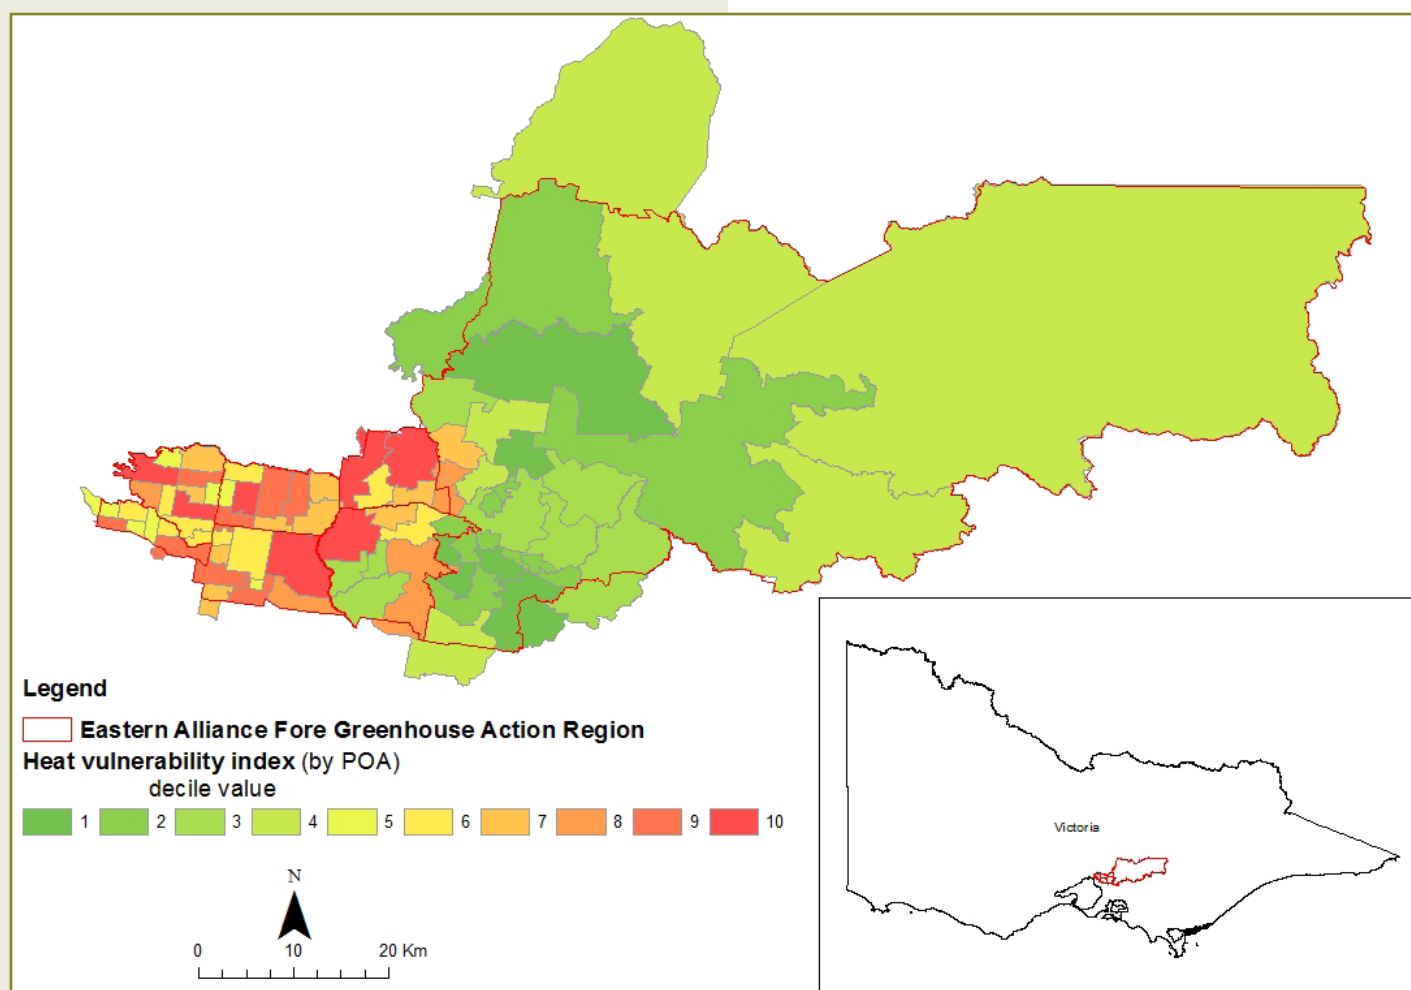 Legend
Eastern Alliance Fore Greenhouse Action Region
Heat vulnerability index (by POA)
decile value
1 2 3 4 5 6 7 8 9 10
N
0 10 20 Km
Victoria